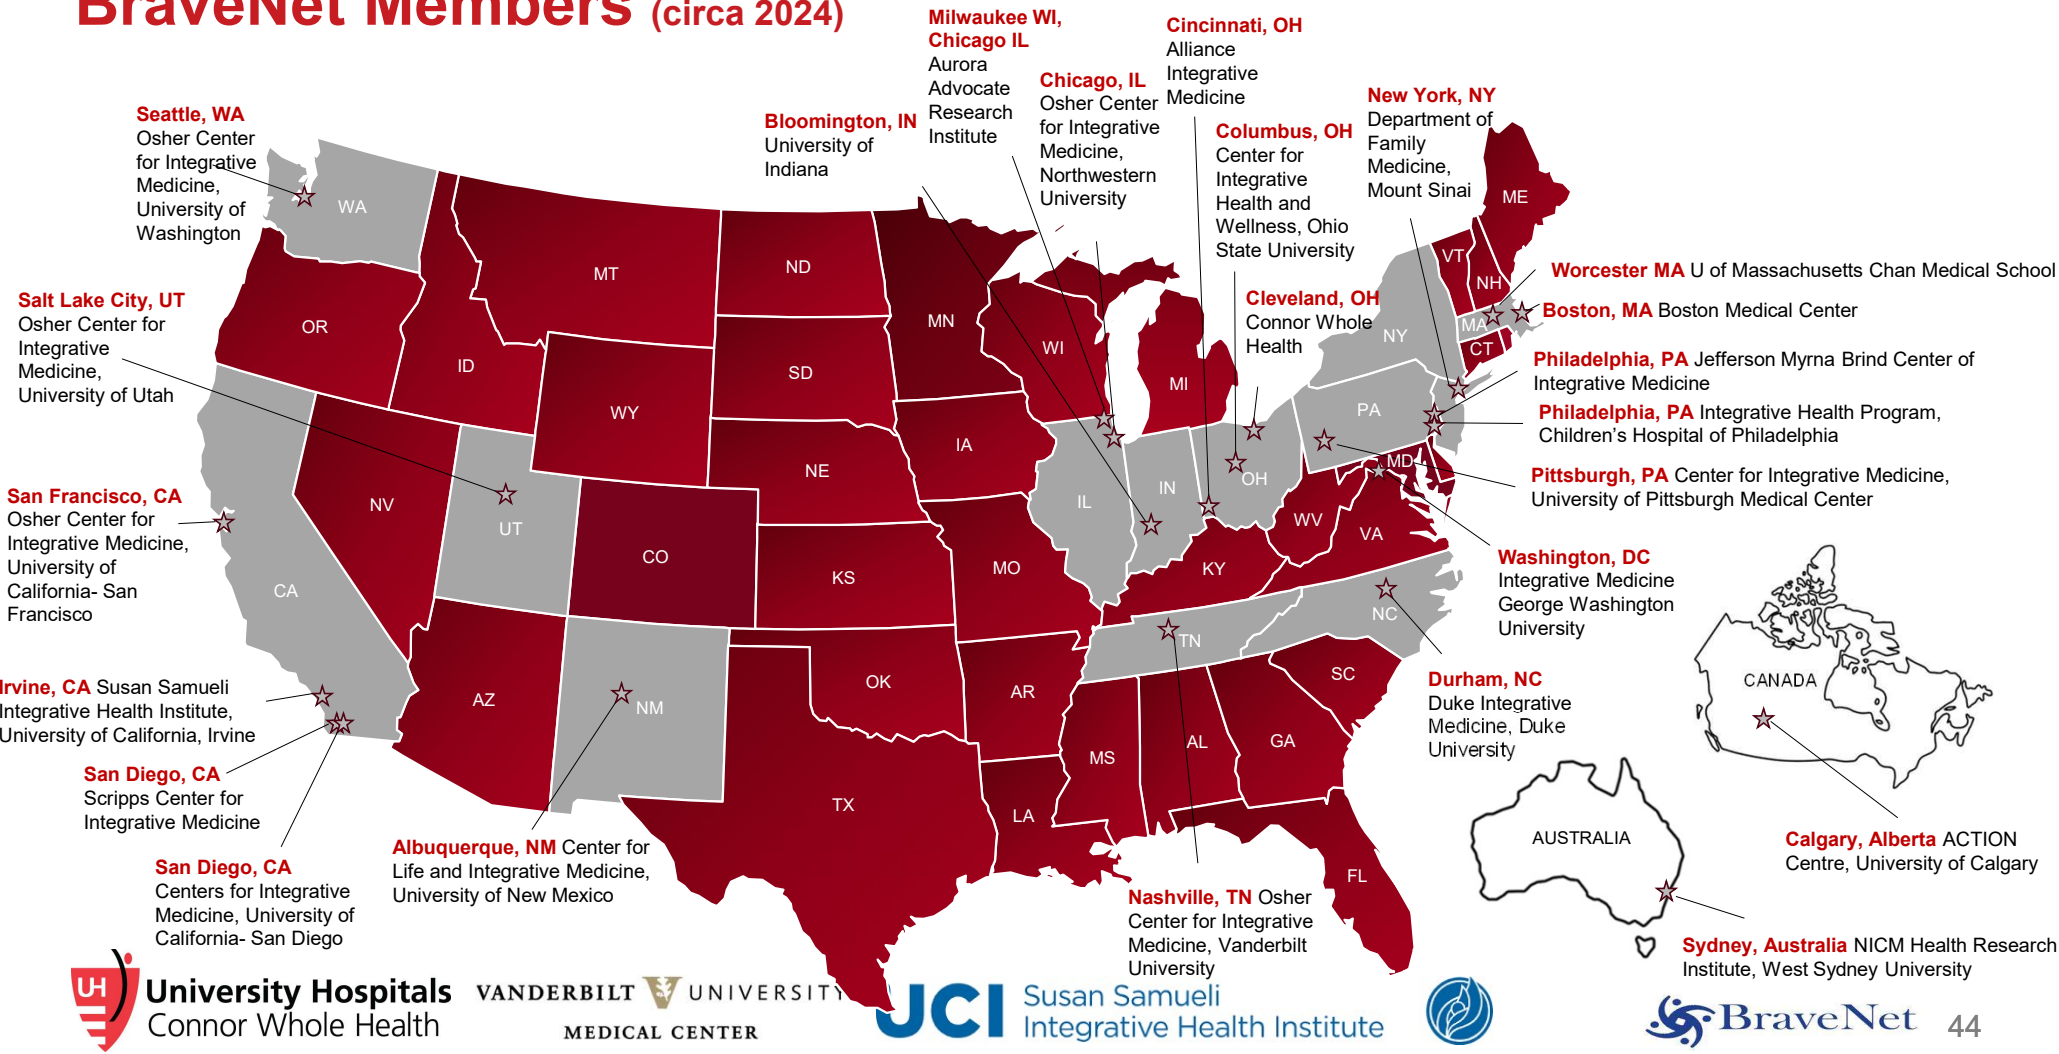 BraveNet Members (circa 2024)
Seattle, WA
Osher Center
for Integrative
Medicine,
University of
Washington
Salt Lake City, UT
Osher Center for
Integrative
Medicine,
University of Utah
San Francisco, CA
Osher Center for
Integrative Medicine,
University of
California- San
Francisco
Irvine, CA Susan Samueli
Integrative Health Institute,
University of California, Irvine
San Diego, CA
Scripps Center for
Integrative Medicine
San Diego, CA
Centers for Integrative
Medicine, University of
California- San Diego
Albuquerque, NM Center for
Life and Integrative Medicine,
University of New Mexico
Bloomington, IN
University of
Indiana
Milwaukee WI,
Chicago IL
Aurora
Advocate
Research
Institute
Chicago, IL
Osher Center
for Integrative
Medicine,
Northwestern
University
Cincinnati, OH
Alliance
Integrative
Medicine
Columbus, OH
Center for
Integrative
Health and
Wellness, Ohio
State University
Cleveland, OH
Connor Whole
Health
New York, NY
Department of
Family
Medicine,
Mount Sinai
Worcester MA U of Massachusetts Chan Medical School
Boston, MA Boston Medical Center
Philadelphia, PA Jefferson Myrna Brind Center of
Integrative Medicine
Philadelphia, PA Integrative Health Program,
Children's Hospital of Philadelphia
Pittsburgh, PA Center for Integrative Medicine,
University of Pittsburgh Medical Center
Washington, DC
Integrative Medicine
George Washington
University
Durham, NC
Duke Integrative
Medicine, Duke
University
Nashville, TN Osher
Center for Integrative
Medicine, Vanderbilt
University
Calgary, Alberta ACTION
Centre, University of Calgary
Sydney, Australia NICM Health Research
Institute, West Sydney University
WA
OR
ID
MT
ND
SD
MN
WI
MI
WY
NE
IA
NV
UT
CO
KS
MO
IL
IN
OH
PA
NY
VT
NH
ME
MA
CT
MD
WV
VA
KY
CA
AZ
NM
OK
AR
TN
NC
SC
TX
LA
MS
AL
GA
FL
CANADA
AUSTRALIA
UH
University Hospitals
Connor Whole Health
VANDERBILT V UNIVERSITY
MEDICAL CENTER
UCI
Susan Samueli
Integrative Health Institute
BraveNet
44